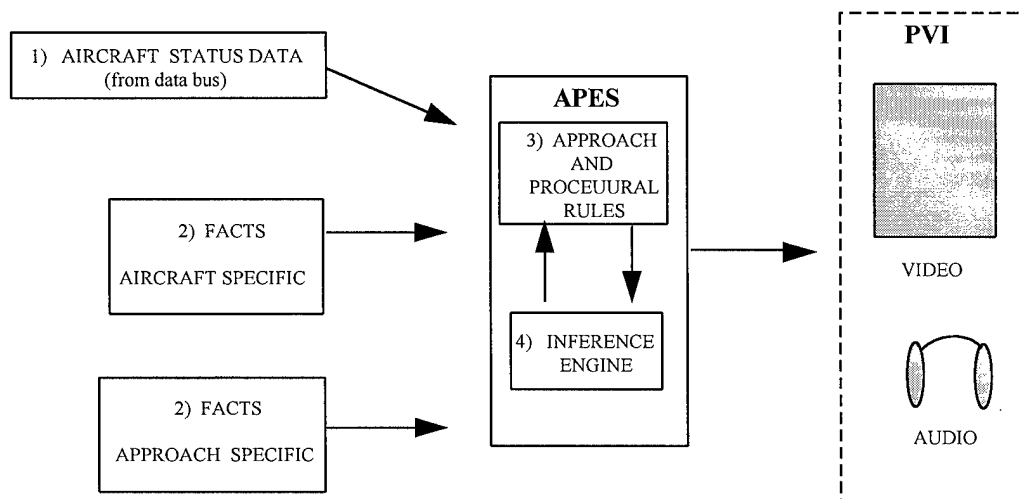 1) AIRCRAFT STATUS DATA
(from data bus)
2) FACTS
AIRCRAFT SPECIFIC
2) FACTS
APPROACH SPECIFIC
APES
3) APPROACH
AND
PROCEUURAL
RULES
4) INFERENCE
ENGINE
PVI
VIDEO
AUDIO